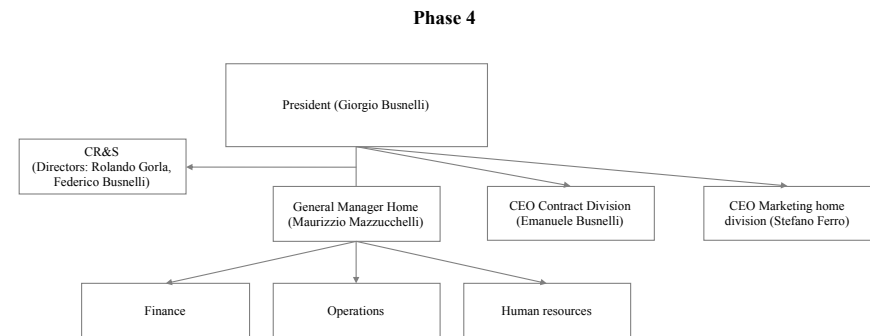 Phase 4
President (Giorgio Busnelli)
CR&S
(Directors: Rolando Gorla,
Federico Busnelli)
General Manager Home
(Maurizzio Mazzucchelli)
CEO Contract Division
(Emanuele Busnelli)
CEO Marketing home
division (Stefano Ferro)
Finance
Operations
Human resources